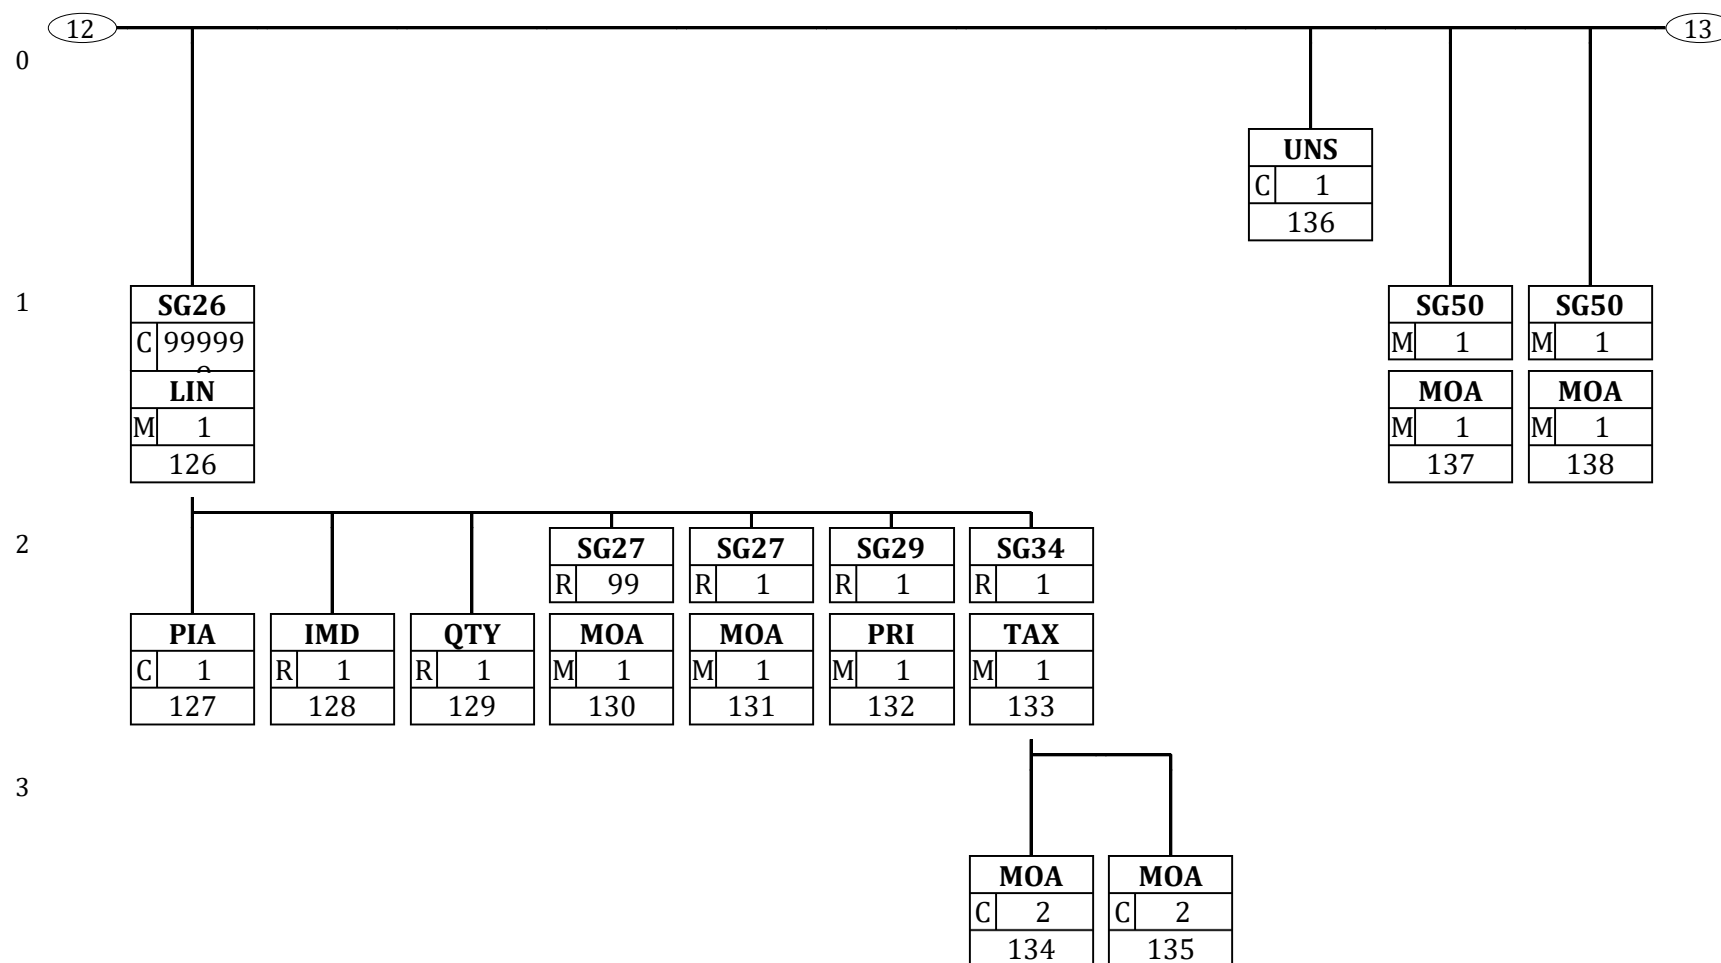 12 13
0
UNS
C 1
136
1 SG26 SG50 SG50
C 99999 M 1 M 1
LIN MOA MOA
M 1 M 1 M 1
126 137 138
2 SG27 SG27 SG29 SG34
R 99 R 1 R 1 R 1
PIA IMD QTY MOA MOA PRI TAX
C 1 R 1 R 1 M 1 M 1 M 1 M 1
127 128 129 130 131 132 133
3
MOA MOA
C 2 C 2
134 135